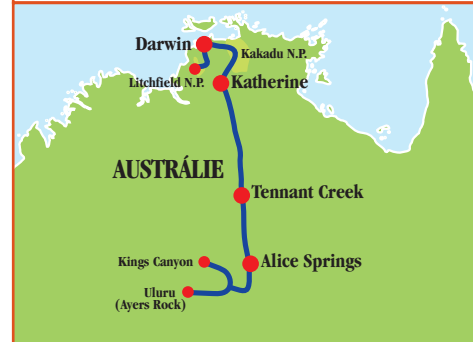 Darwin
Kakadu N.P.
Litchfield N.P.
Katherine
AUSTRÁLIE
Tennant Creek
Kings Canyon
Alice Springs
Uluru
(Ayers Rock)